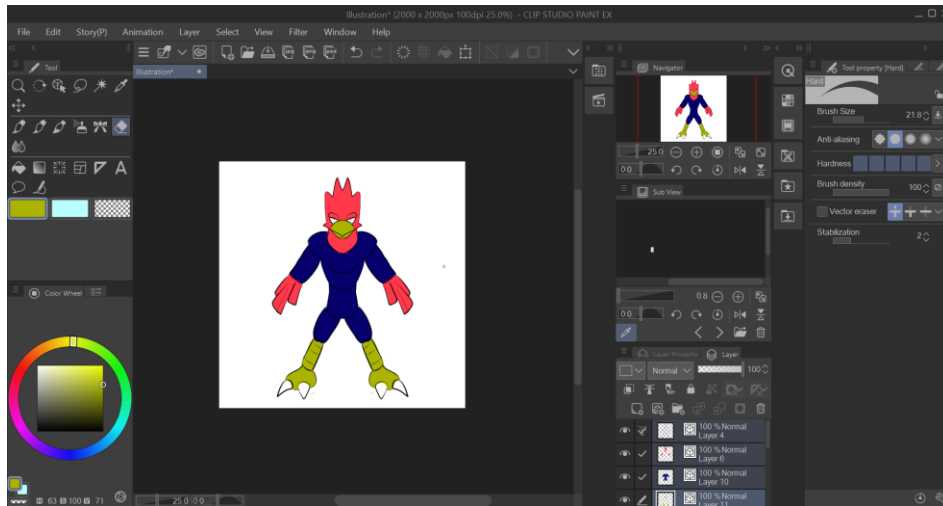 Illustration* (2000 x 2000px 100dpi 25.0%) - CLIP STUDIO PAINT EX
File Edit Story(P) Animation Layer Select View Filter Window Help
Tool
Illustration*
Navigator
Tool property [Hard]
Hard
Brush Size 21.8
Anti-aliasing
25.0
Hardness
0.0
Brush density 100
Sub View
Vector eraser
Stabilization 2
A
Color Wheel
0.8
0.0
Layer Property Layer
Normal 100
100 % Normal
Layer 4
100 % Normal
Layer 6
100 % Normal
Layer 10
100 % Normal
Layer 11
H 63 S 100 V 71
25.0 0.0